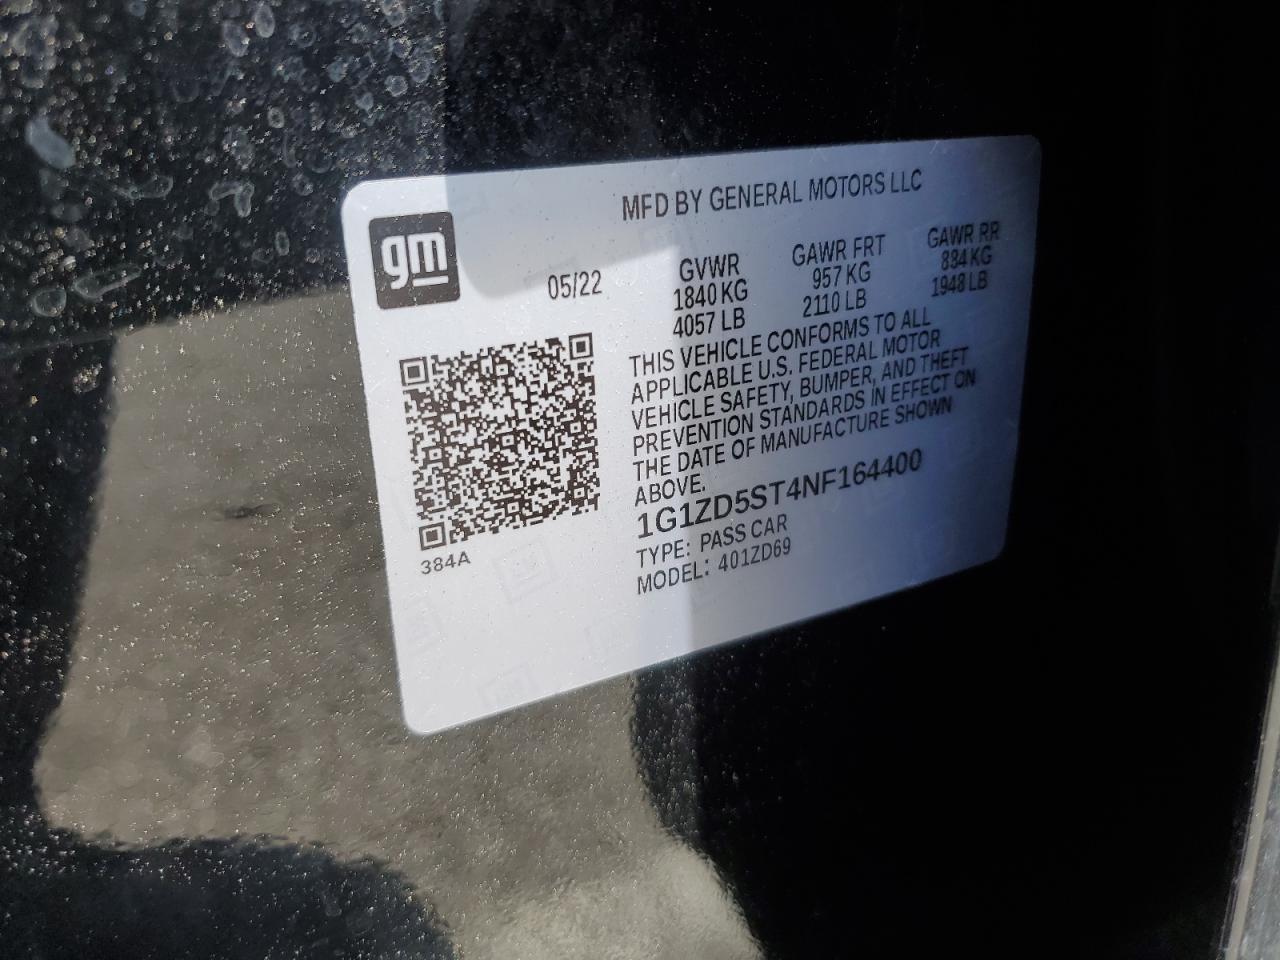 MFD BY GENERAL MOTORS LLC
gm
05/22
GVWR
1840 KG
4057 LB
GAWR FRT
957 KG
2110 LB
GAWR RR
884 KG
1948 LB
THIS VEHICLE CONFORMS TO ALL
APPLICABLE U.S. FEDERAL MOTOR
VEHICLE SAFETY, BUMPER, AND THEFT
PREVENTION STANDARDS IN EFFECT ON
THE DATE OF MANUFACTURE SHOWN
ABOVE.
1G1ZD5ST4NF164400
TYPE: PASS CAR
MODEL: 401ZD69
384A